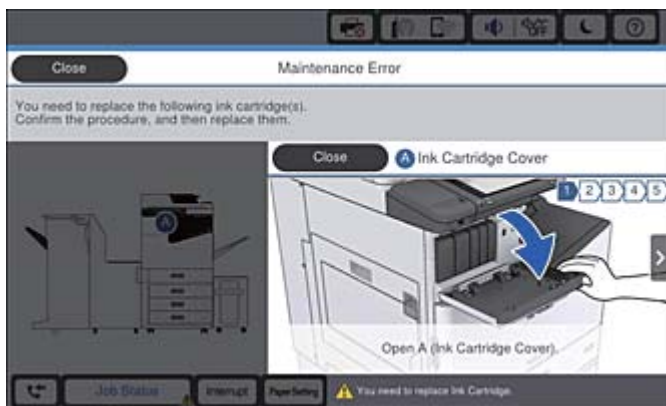 OFF
?
Close
Maintenance Error
You need to replace the following ink cartridge(s).
Confirm the procedure, and then replace them.
Close
A Ink Cartridge Cover
1 2 3 4 5
A
Open A (Ink Cartridge Cover).
Job Status
Interrupt
Paper Setting
You need to replace Ink Cartridge.